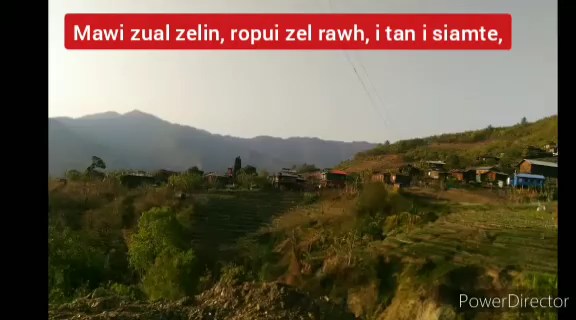 Mawi zual zelin, ropui zel rawh, i tan i siamte,
PowerDirector